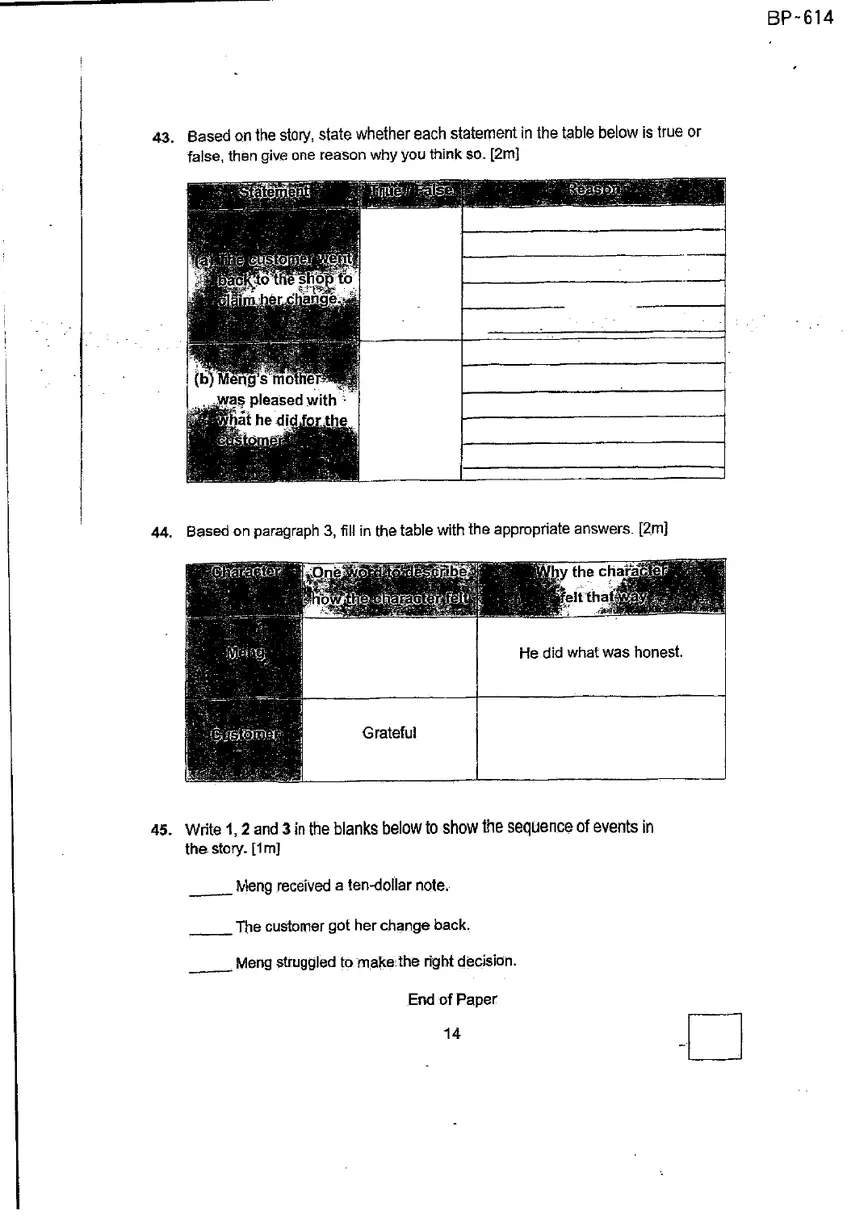 BP-614
43. Based on the story, state whether each statement in the table below is true or
false, then give one reason why you think so. [2m]
Statement True / False Reason
(a) The customer went
back to the shop to
claim her change.
(b) Meng's mother
was pleased with
what he did for the
customer.
44. Based on paragraph 3, fill in the table with the appropriate answers. [2m]
Character One word to describe Why the character
how the character felt felt that way
Meng He did what was honest.
Customer Grateful
45. Write 1, 2 and 3 in the blanks below to show the sequence of events in
the story. [1m]
_____ Meng received a ten-dollar note.
_____ The customer got her change back.
_____ Meng struggled to make the right decision.
End of Paper
14